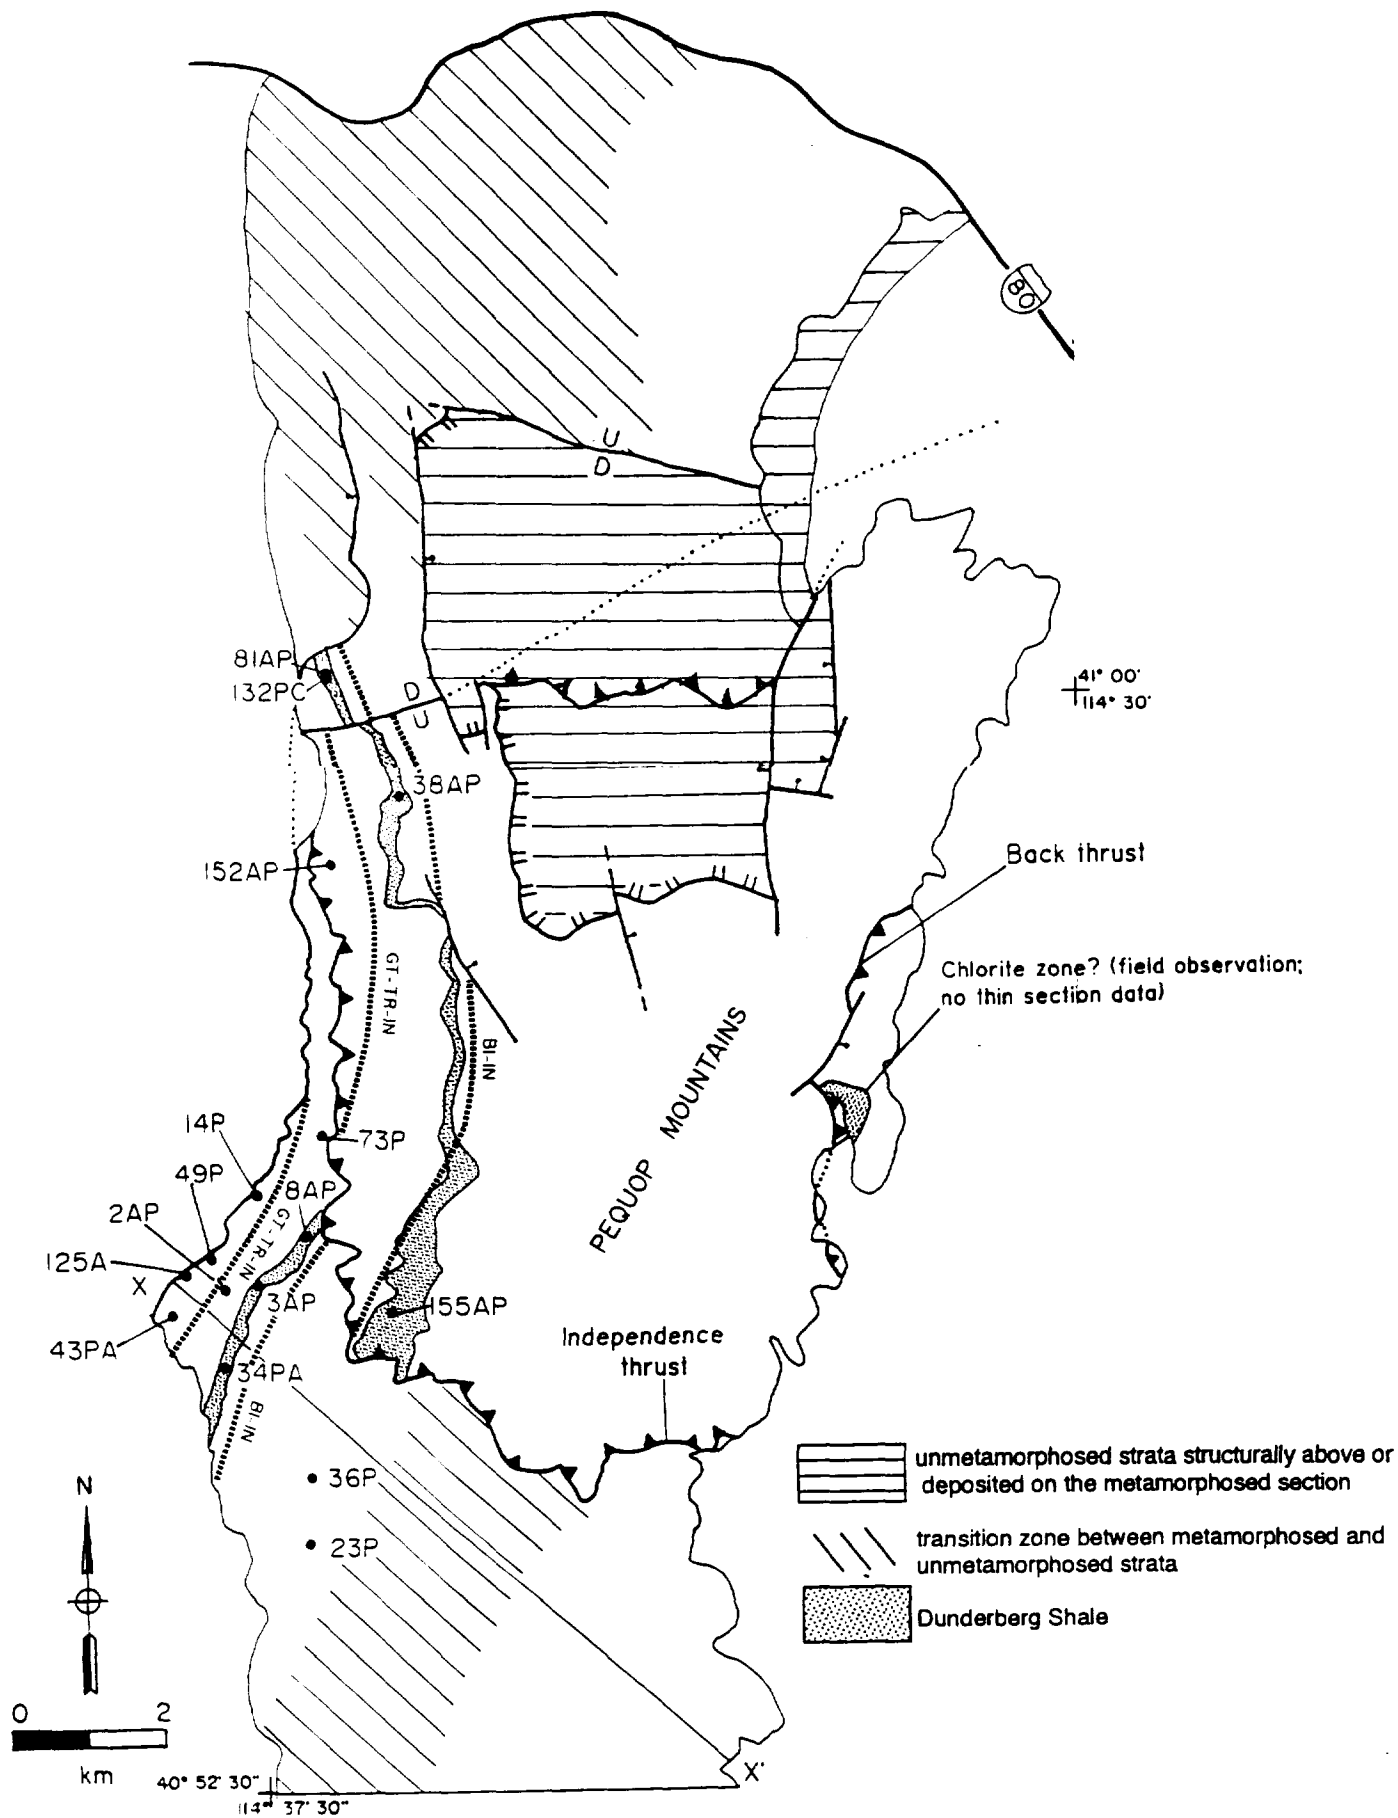 80
U
D
81AP
132PC
D
U
41° 00'
114° 30'
38AP
152AP
Back thrust
GT-TR-IN
Chlorite zone? (field observation;
no thin section data)
BI-IN
PEQUOP MOUNTAINS
14P
73P
49P
8AP
2AP
GT-TR-IN
125A
X
3AP
155AP
43PA
Independence
thrust
34PA
BI-IN
unmetamorphosed strata structurally above or
deposited on the metamorphosed section
N
36P
transition zone between metamorphosed and
unmetamorphosed strata
23P
Dunderberg Shale
0 2
km
X'
40° 52' 30"
114° 37' 30"